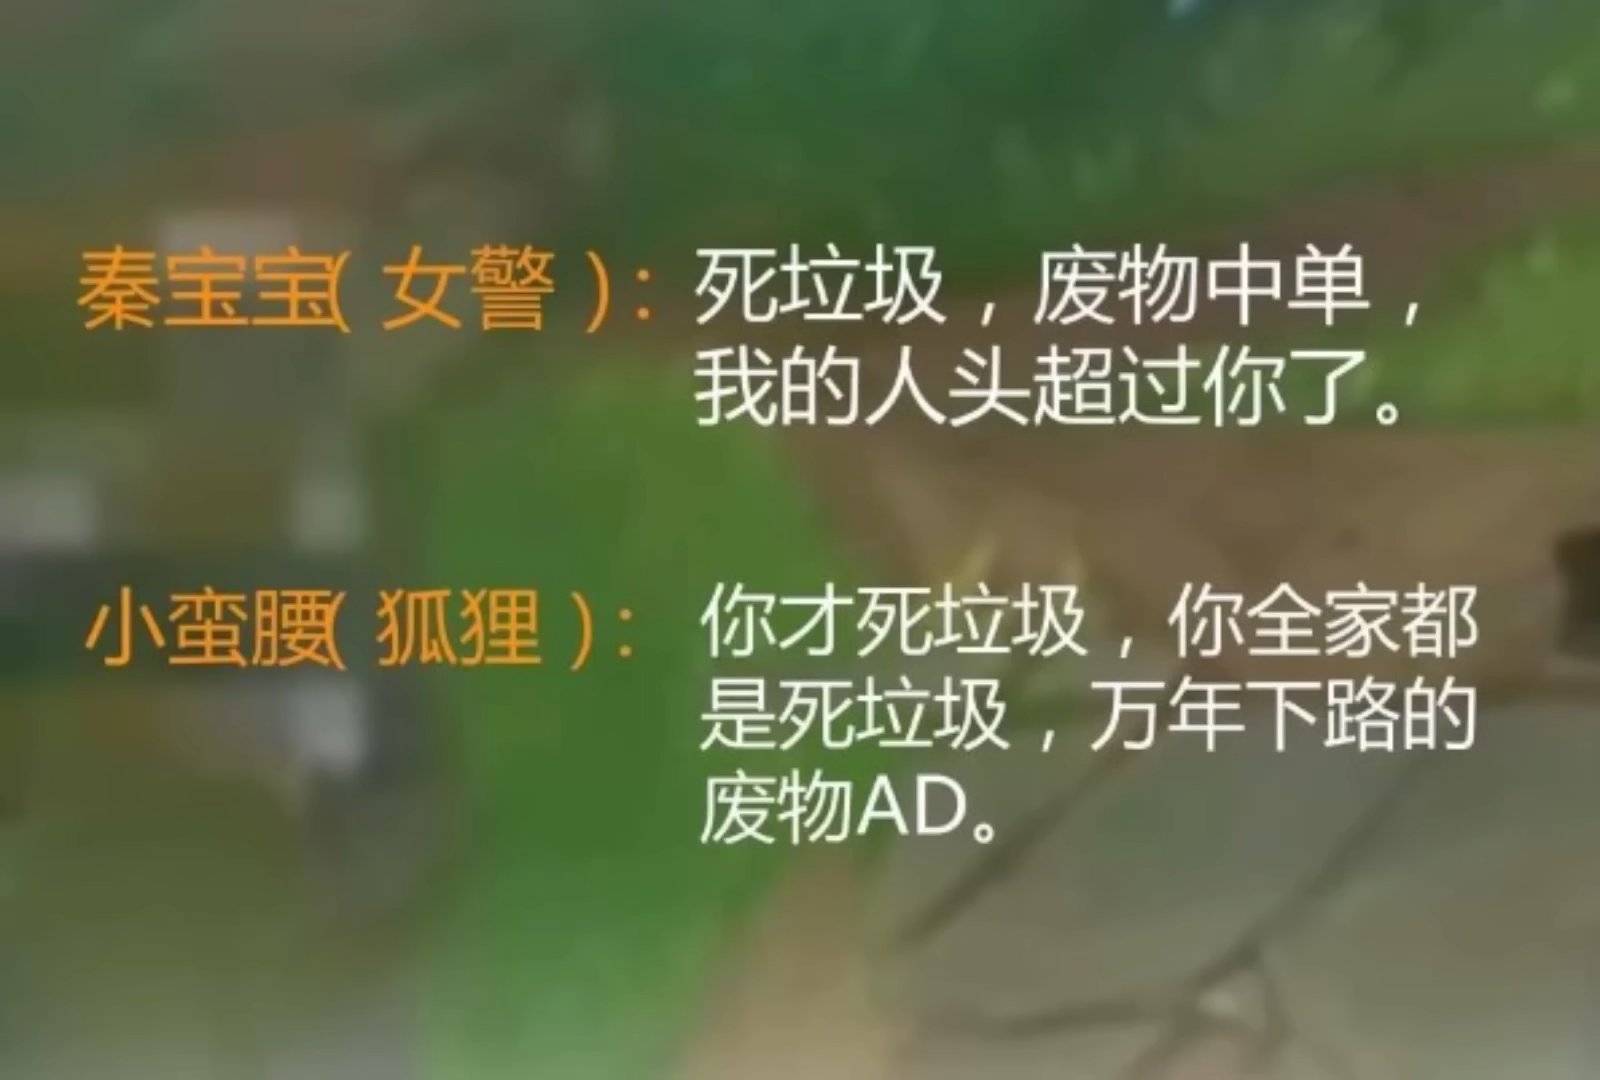 秦宝宝(女警):死垃圾，废物中单，
我的人头超过你了。
小蛮腰(狐狸):你才死垃圾，你全家都
是死垃圾，万年下路的
废物AD。